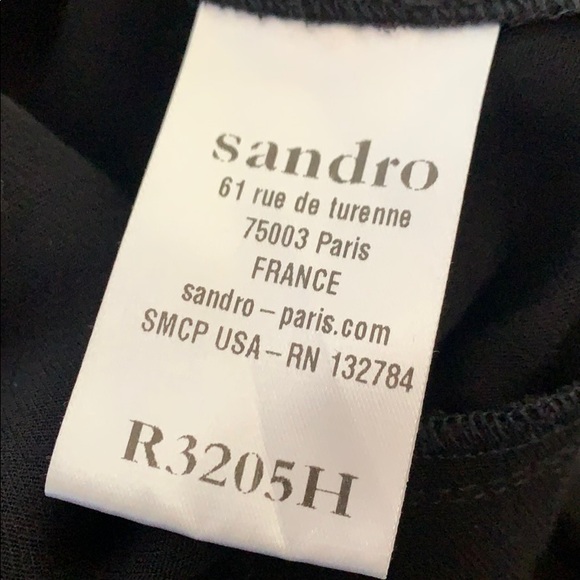 sandro
61 rue de turenne
75003 Paris
FRANCE
sandro – paris.com
SMCP USA – RN 132784
R3205H